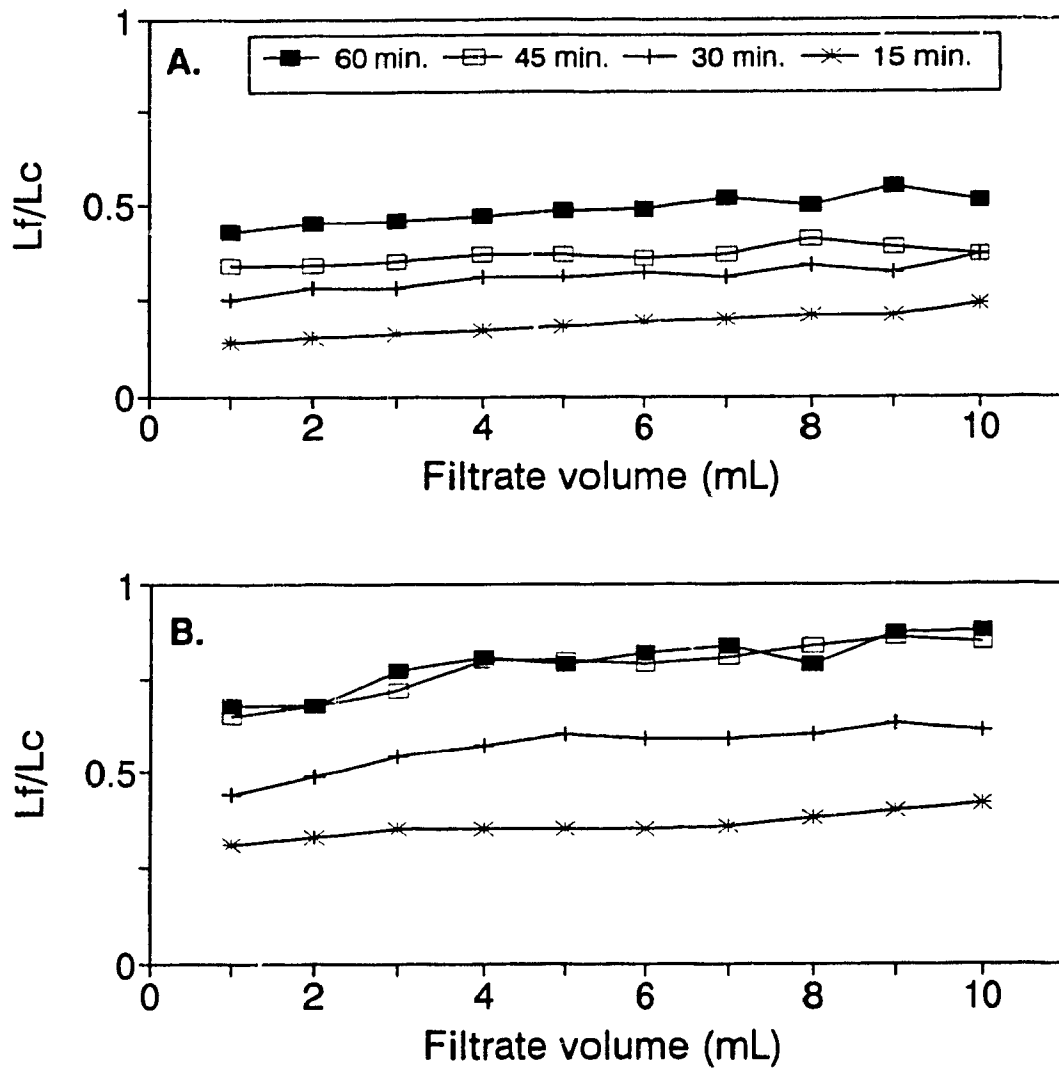 1
A.
60 min. 45 min. 30 min. 15 min.
Lf/Lc
0.5
0
0 2 4 6 8 10
Filtrate volume (mL)
1
B.
Lf/Lc
0.5
0
0 2 4 6 8 10
Filtrate volume (mL)